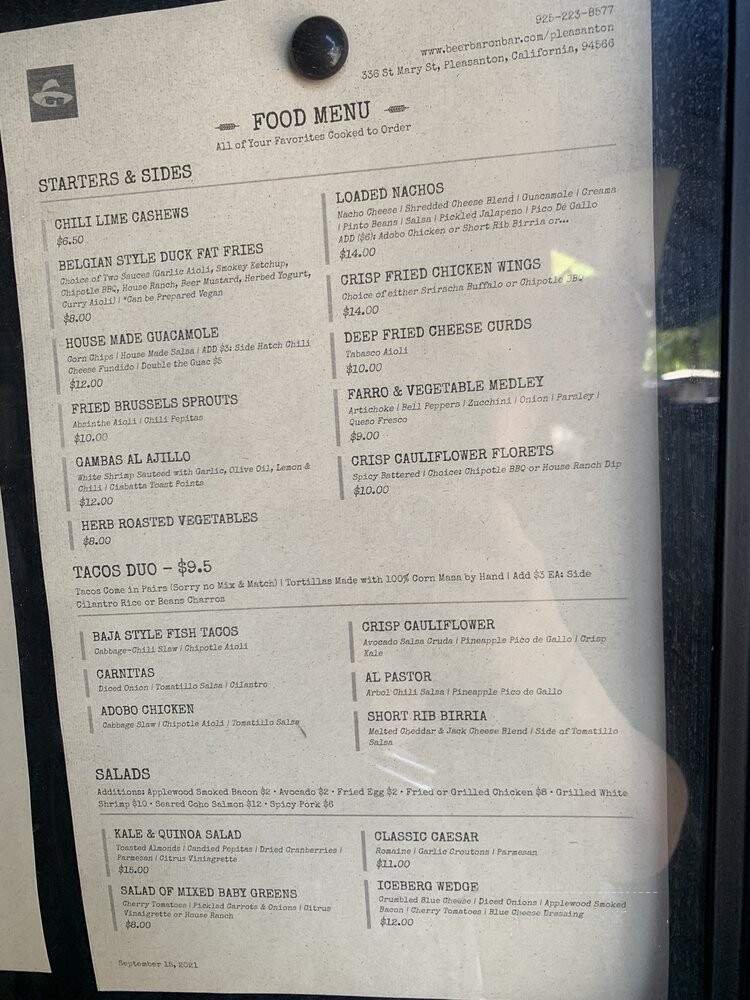 925-223-8577
www.beerbaronbar.com/pleasanton
336 St Mary St, Pleasanton, California, 94566
FOOD MENU
All of Your Favorites Cooked to Order
STARTERS & SIDES
CHILI LIME CASHEWS
$6.50
BELGIAN STYLE DUCK FAT FRIES
Choice of Two Sauces (Garlic Aioli, Smokey Ketchup,
Chipotle BBQ, House Ranch, Beer Mustard, Herbed Yogurt,
Curry Aioli) | *Can be Prepared Vegan
$8.00
HOUSE MADE GUACAMOLE
Corn Chips | House Made Salsa | ADD $3: Side Hatch Chili
Cheese Fundido | Double the Guac $5
$12.00
FRIED BRUSSELS SPROUTS
Absinthe Aioli | Chili Pepitas
$10.00
GAMBAS AL AJILLO
White Shrimp Sauteed with Garlic, Olive Oil, Lemon &
Chili | Ciabatta Toast Points
$12.00
HERB ROASTED VEGETABLES
$8.00
LOADED NACHOS
Nacho Cheese | Shredded Cheese Blend | Guacamole | Creama
| Pinto Beans | Salsa | Pickled Jalapeno | Pico De Gallo
ADD ($6): Adobo Chicken or Short Rib Birria or...
$14.00
CRISP FRIED CHICKEN WINGS
Choice of either Sriracha Buffalo or Chipotle BBQ
$14.00
DEEP FRIED CHEESE CURDS
Tabasco Aioli
$10.00
FARRO & VEGETABLE MEDLEY
Artichoke | Bell Peppers | Zucchini | Onion | Parsley |
Queso Fresco
$9.00
CRISP CAULIFLOWER FLORETS
Spicy Battered | Choice: Chipotle BBQ or House Ranch Dip
$10.00
TACOS DUO - $9.5
Tacos Come in Pairs (Sorry no Mix & Match) | Tortillas Made with 100% Corn Masa by Hand | Add $3 EA: Side
Cilantro Rice or Beans Charros
BAJA STYLE FISH TACOS
Cabbage-Chili Slaw | Chipotle Aioli
CARNITAS
Diced Onion | Tomatillo Salsa | Cilantro
ADOBO CHICKEN
Cabbage Slaw | Chipotle Aioli | Tomatillo Salsa
CRISP CAULIFLOWER
Avocado Salsa Cruda | Pineapple Pico de Gallo | Crisp
Kale
AL PASTOR
Arbol Chili Salsa | Pineapple Pico de Gallo
SHORT RIB BIRRIA
Melted Cheddar & Jack Cheese Blend | Side of Tomatillo
Salsa
SALADS
Additions: Applewood Smoked Bacon $2 • Avocado $2 • Fried Egg $2 • Fried or Grilled Chicken $8 • Grilled White
Shrimp $10 • Seared Coho Salmon $12 • Spicy Pork $6
KALE & QUINOA SALAD
Toasted Almonds | Candied Pepitas | Dried Cranberries |
Parmesan | Citrus Viniagrette
$15.00
SALAD OF MIXED BABY GREENS
Cherry Tomatoes | Pickled Carrots & Onions | Citrus
Vinaigrette or House Ranch
$8.00
CLASSIC CAESAR
Romaine | Garlic Croutons | Parmesan
$11.00
ICEBERG WEDGE
Crumbled Blue Cheese | Diced Onions | Applewood Smoked
Bacon | Cherry Tomatoes | Blue Cheese Dressing
$12.00
September 15, 2021